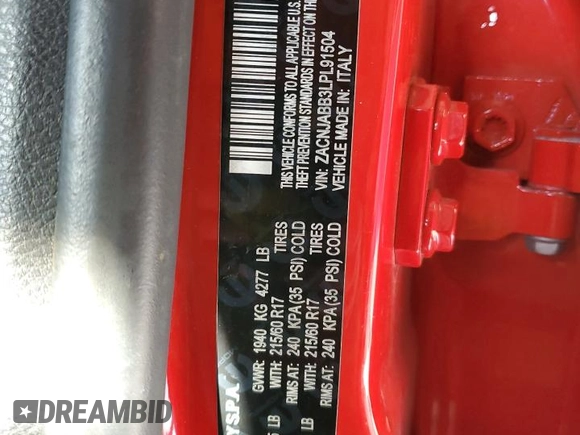 THIS VEHICLE CONFORMS TO ALL APPLICABLE U.S.
THEFT PREVENTION STANDARDS IN EFFECT ON
VIN: ZACNJABB3LPL91504
VEHICLE MADE IN: ITALY
GVWR: 1940 KG 4277 LB
WITH: 215/60 R17 TIRES
RIMS AT: 240 KPA(35 PSI) COLD
LB WITH: 215/60 R17 TIRES
RIMS AT: 240 KPA(35 PSI) COLD
LB
DREAMBID